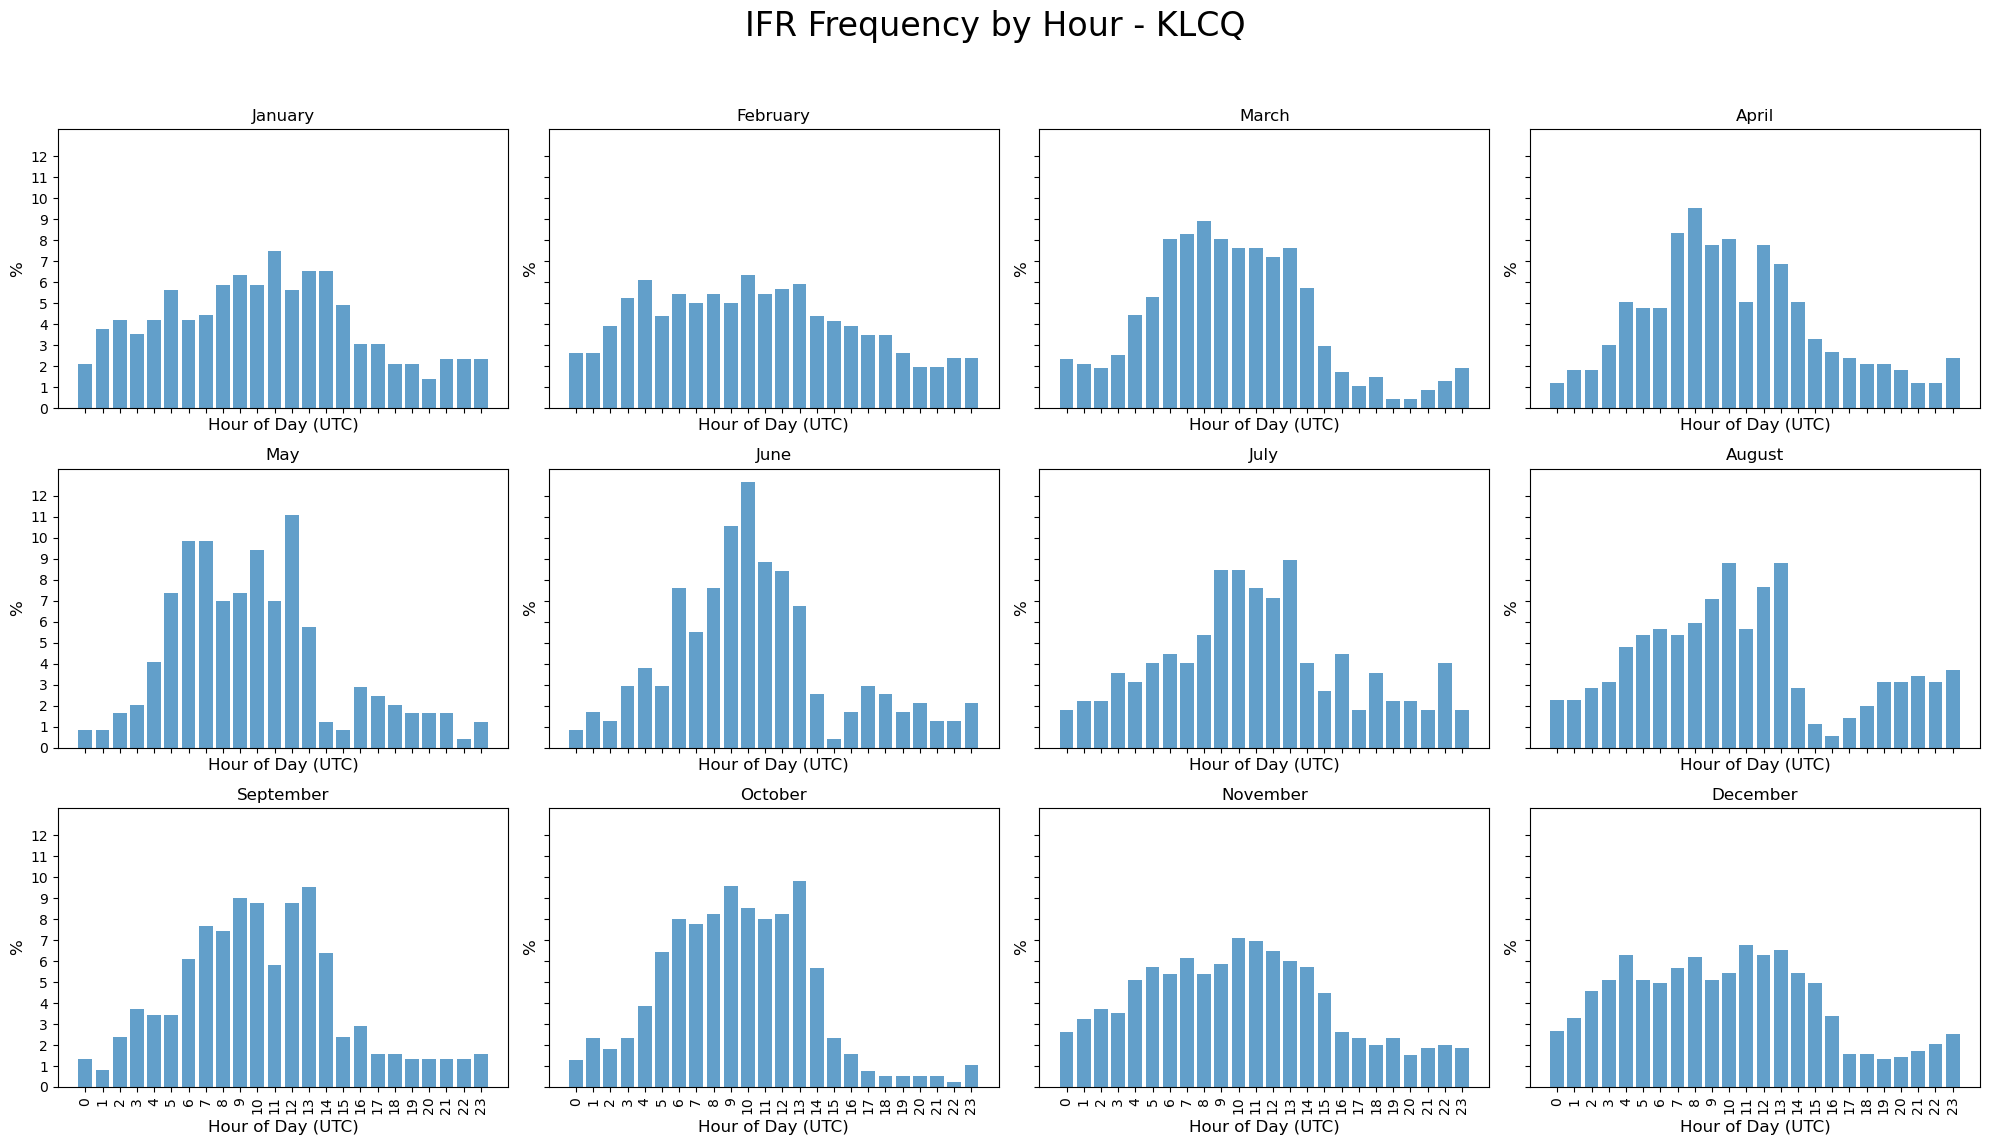 IFR Frequency by Hour - KLCQ
January
February
March
April
12
11
10
9
8
7
6
5
4
3
2
1
0
%
%
%
%
Hour of Day (UTC)
Hour of Day (UTC)
Hour of Day (UTC)
Hour of Day (UTC)
May
June
July
August
12
11
10
9
8
7
6
5
4
3
2
1
0
%
%
%
%
Hour of Day (UTC)
Hour of Day (UTC)
Hour of Day (UTC)
Hour of Day (UTC)
September
October
November
December
12
11
10
9
8
7
6
5
4
3
2
1
0
%
%
%
%
0 1 2 3 4 5 6 7 8 9 10 11 12 13 14 15 16 17 18 19 20 21 22 23
0 1 2 3 4 5 6 7 8 9 10 11 12 13 14 15 16 17 18 19 20 21 22 23
0 1 2 3 4 5 6 7 8 9 10 11 12 13 14 15 16 17 18 19 20 21 22 23
0 1 2 3 4 5 6 7 8 9 10 11 12 13 14 15 16 17 18 19 20 21 22 23
Hour of Day (UTC)
Hour of Day (UTC)
Hour of Day (UTC)
Hour of Day (UTC)